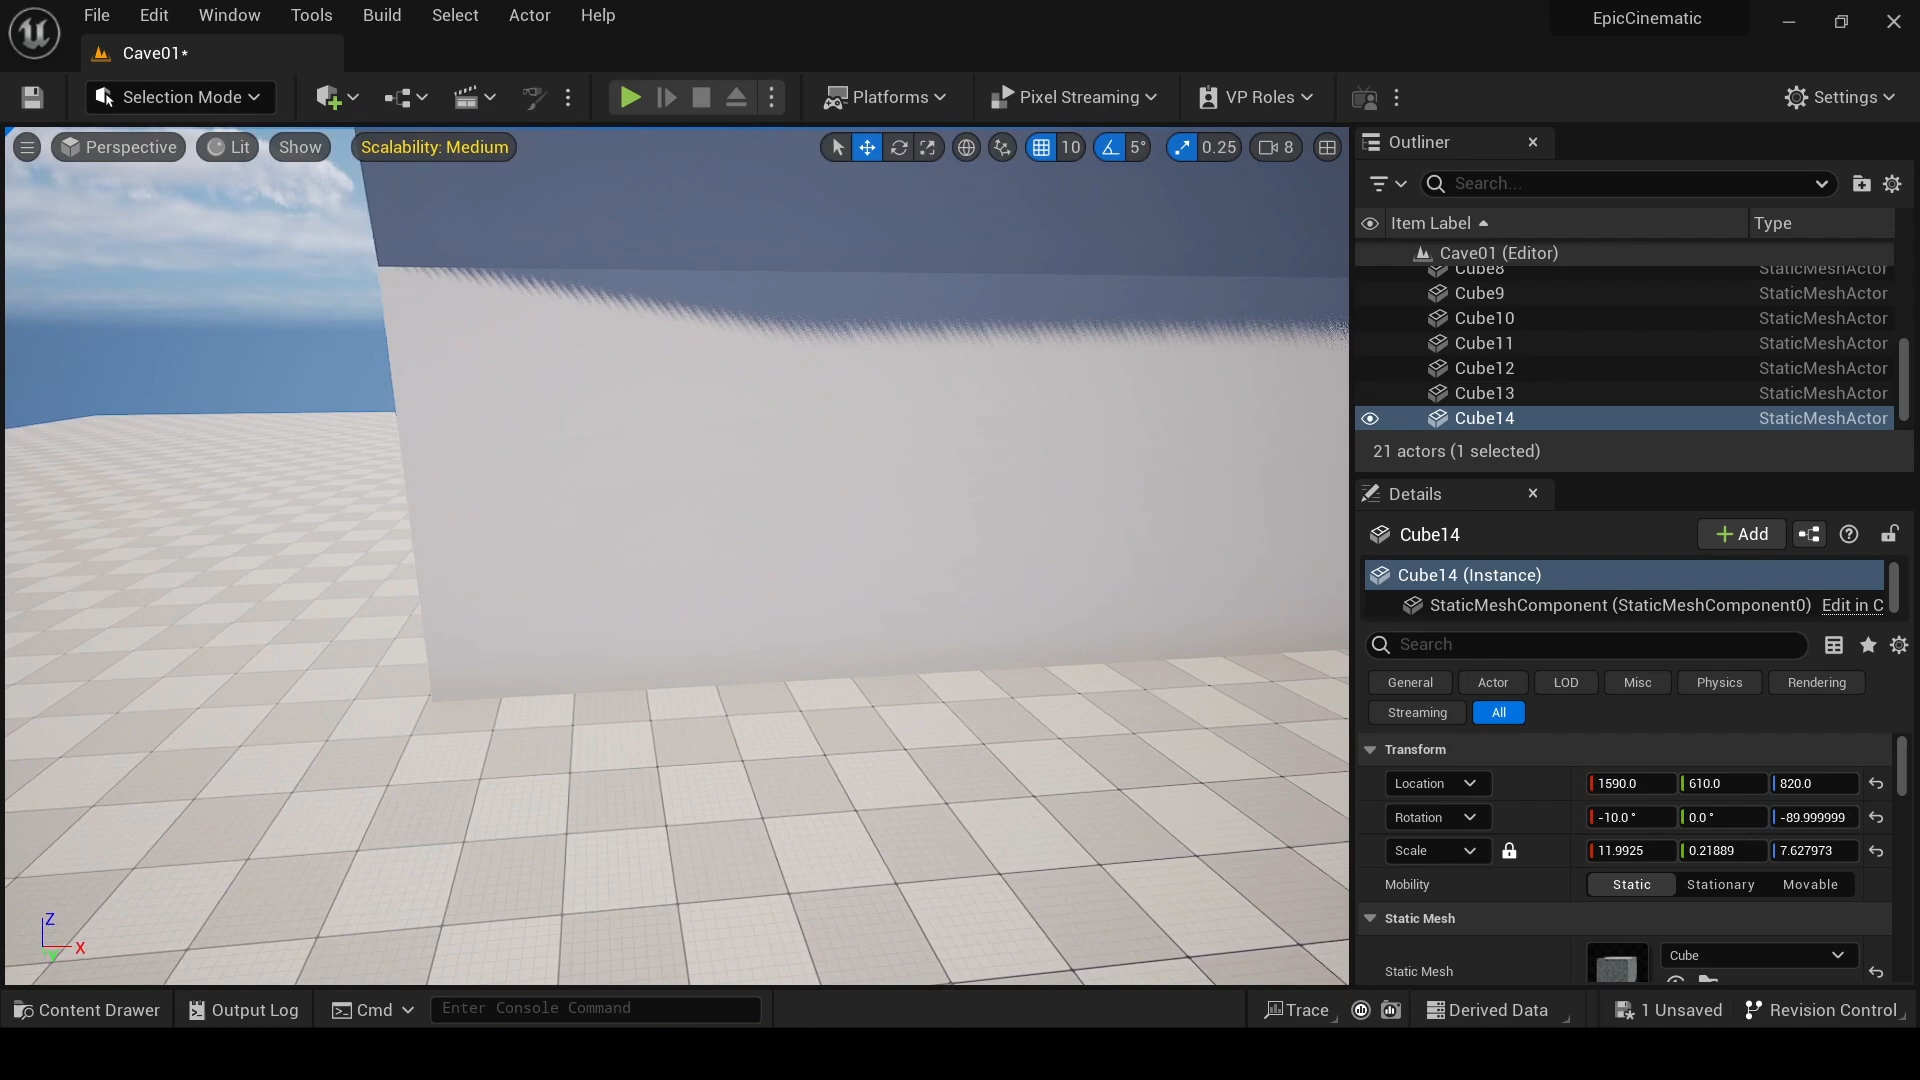 File Edit Window Tools Build Select Actor Help
EpicCinematic
Cave01*
Selection Mode
Platforms
Pixel Streaming
VP Roles
Settings
Perspective
Lit
Show
Scalability: Medium
10
5°
0.25
8
Outliner
Search...
Item Label
Type
Cave01 (Editor)
Cube8 StaticMeshActor
Cube9 StaticMeshActor
Cube10 StaticMeshActor
Cube11 StaticMeshActor
Cube12 StaticMeshActor
Cube13 StaticMeshActor
Cube14 StaticMeshActor
21 actors (1 selected)
Details
Cube14
Add
Cube14 (Instance)
StaticMeshComponent (StaticMeshComponent0) Edit in C
Search
General Actor LOD Misc Physics Rendering
Streaming All
Transform
Location 1590.0 610.0 820.0
Rotation -10.0° 0.0° -89.999999
Scale 11.9925 0.21889 7.627973
Mobility Static Stationary Movable
Static Mesh
Cube
Static Mesh
Z
X
Content Drawer
Output Log
Cmd
Enter Console Command
Trace
Derived Data
1 Unsaved
Revision Control